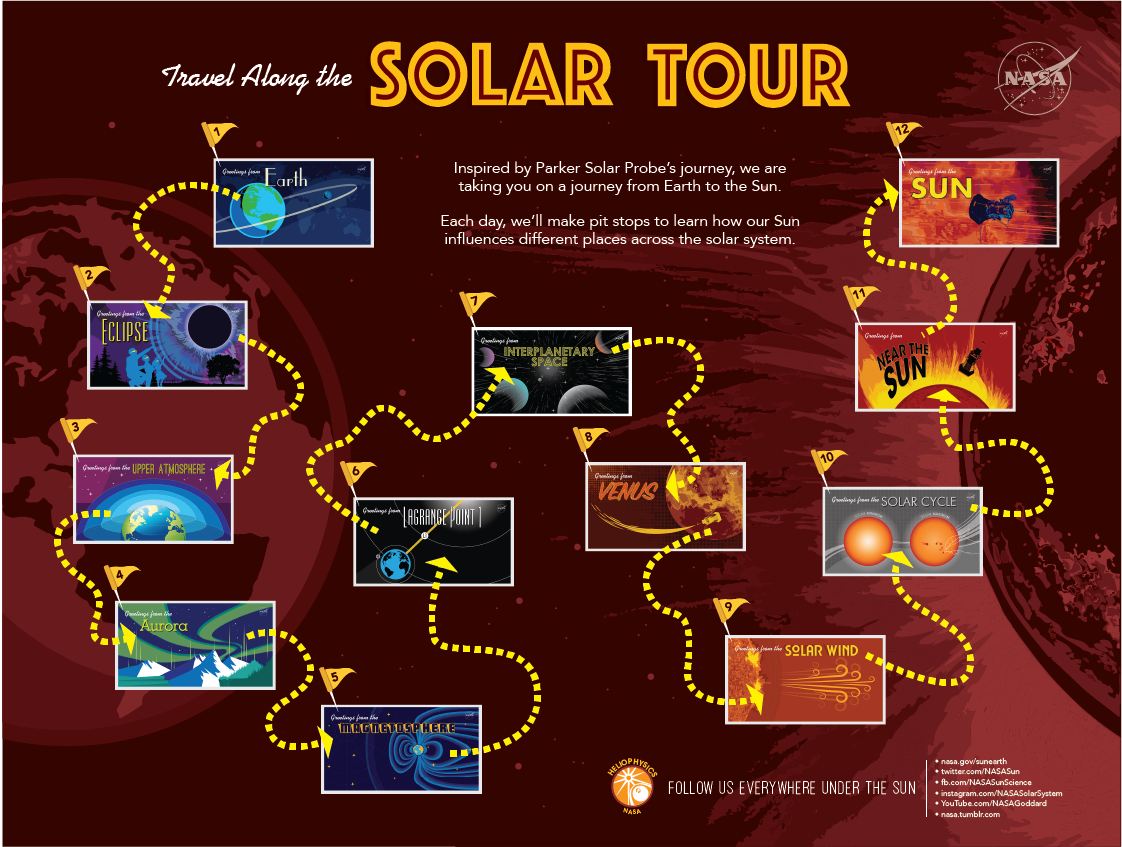 Travel Along the SOLAR TOUR
NASA
1
Greetings from
Earth
Inspired by Parker Solar Probe's journey, we are
taking you on a journey from Earth to the Sun.
Each day, we'll make pit stops to learn how our Sun
influences different places across the solar system.
12
Greetings from the
SUN
2
Greetings from the
ECLIPSE
7
Greetings from
INTERPLANETARY
SPACE
11
Greetings from
NEAR THE
SUN
3
Greetings from the UPPER ATMOSPHERE
6
Greetings from LAGRANGE POINT 1
L1
8
Greetings from
VENUS
10
Greetings from the SOLAR CYCLE
4
Greetings from the
Aurora
5
Greetings from the
MAGNETOSPHERE
9
Greetings from the SOLAR WIND
HELIOPHYSICS
NASA
FOLLOW US EVERYWHERE UNDER THE SUN
• nasa.gov/sunearth
• twitter.com/NASASun
• fb.com/NASASunScience
• instagram.com/NASASolarSystem
• YouTube.com/NASAGoddard
• nasa.tumblr.com